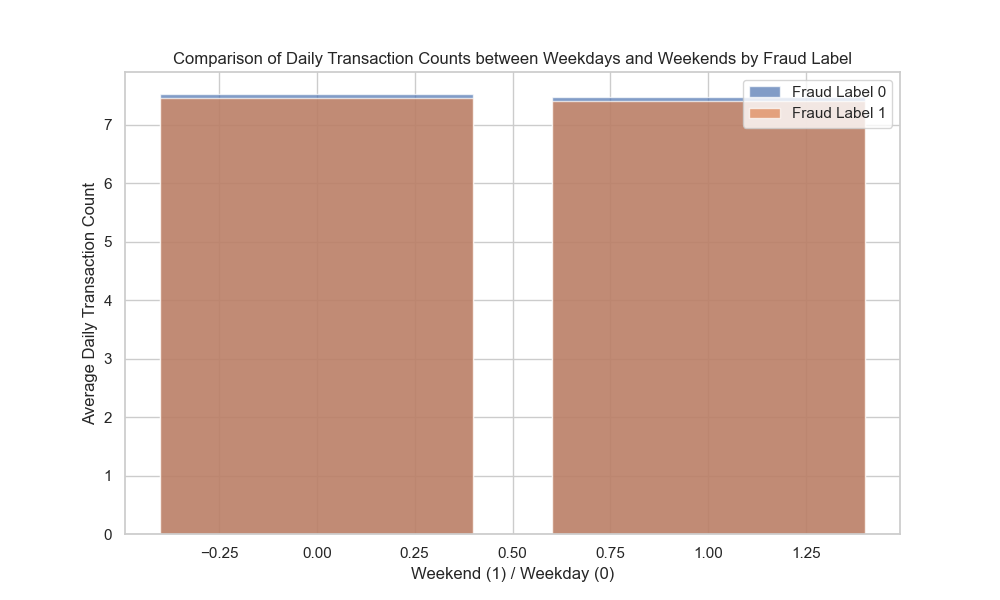 Comparison of Daily Transaction Counts between Weekdays and Weekends by Fraud Label
Fraud Label 0
Fraud Label 1
Average Daily Transaction Count
7
6
5
4
3
2
1
0
−0.25 0.00 0.25 0.50 0.75 1.00 1.25
Weekend (1) / Weekday (0)